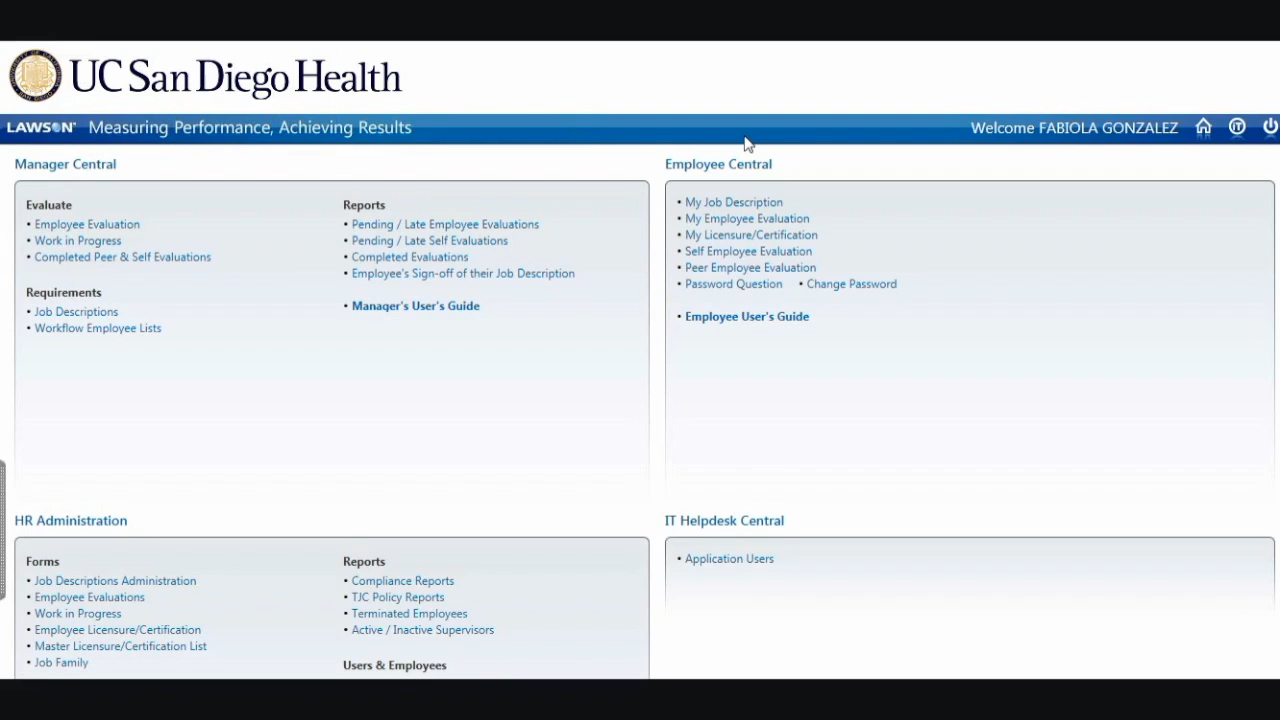 UC San Diego Health
LAWSON® Measuring Performance, Achieving Results
Welcome FABIOLA GONZALEZ
iT
Manager Central
Evaluate
• Employee Evaluation
• Work in Progress
• Completed Peer & Self Evaluations
Requirements
• Job Descriptions
• Workflow Employee Lists
Reports
• Pending / Late Employee Evaluations
• Pending / Late Self Evaluations
• Completed Evaluations
• Employee's Sign-off of their Job Description
• Manager's User's Guide
Employee Central
• My Job Description
• My Employee Evaluation
• My Licensure/Certification
• Self Employee Evaluation
• Peer Employee Evaluation
• Password Question • Change Password
• Employee User's Guide
HR Administration
Forms
• Job Descriptions Administration
• Employee Evaluations
• Work in Progress
• Employee Licensure/Certification
• Master Licensure/Certification List
• Job Family
Reports
• Compliance Reports
• TJC Policy Reports
• Terminated Employees
• Active / Inactive Supervisors
Users & Employees
IT Helpdesk Central
• Application Users